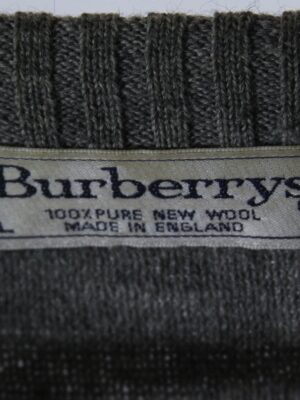 Burberrys
100% PURE NEW WOOL
L MADE IN ENGLAND